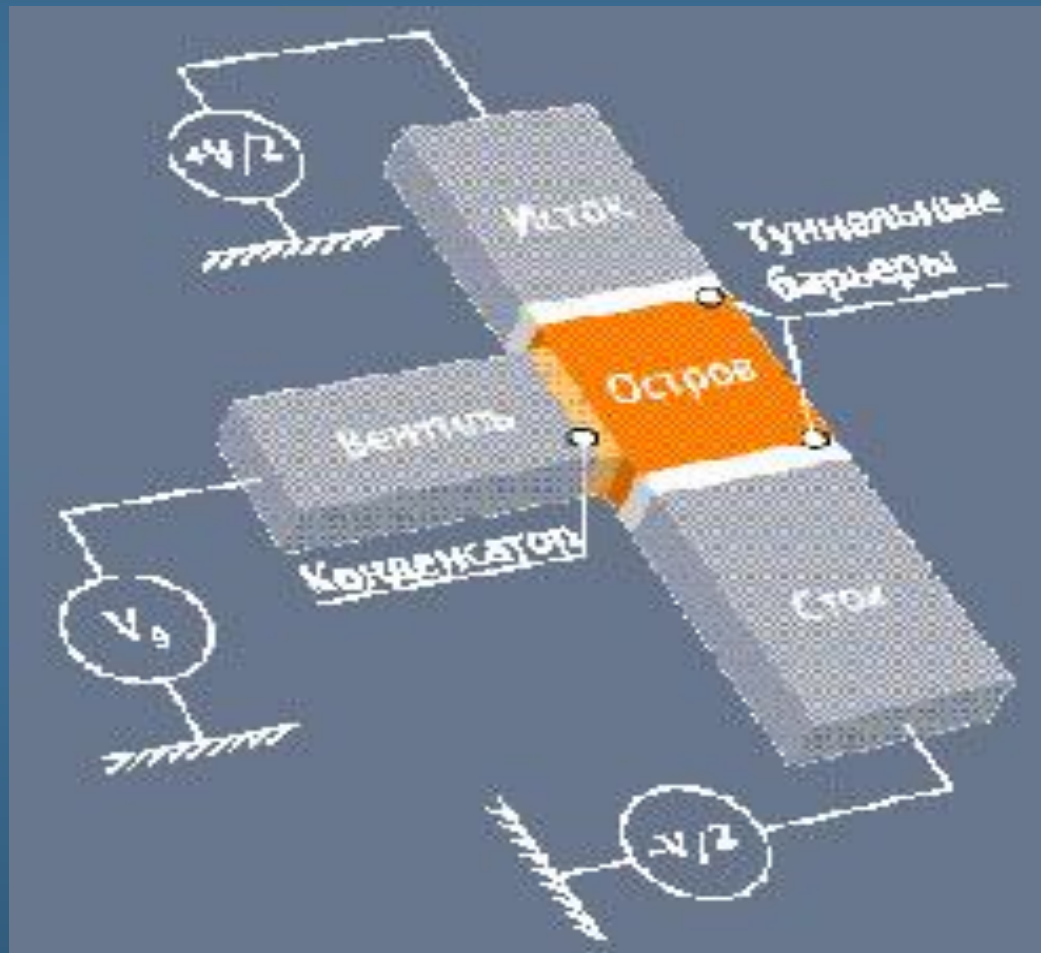 +V/2
Исток
Туннельные
барьеры
Остров
Вентиль
Конденсатор
Vg
Сток
-V/2